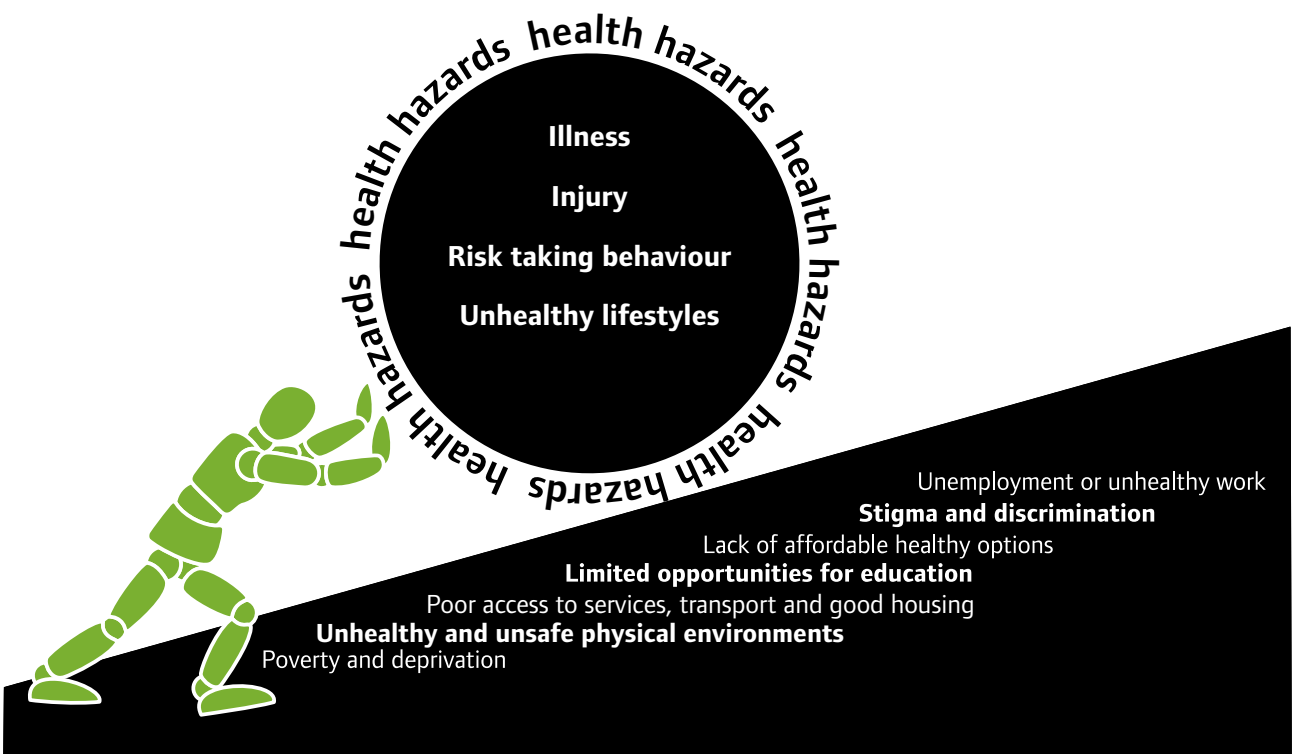 health hazards health hazards health hazards health hazards health hazards
Illness
Injury
Risk taking behaviour
Unhealthy lifestyles
Unemployment or unhealthy work
Stigma and discrimination
Lack of affordable healthy options
Limited opportunities for education
Poor access to services, transport and good housing
Unhealthy and unsafe physical environments
Poverty and deprivation